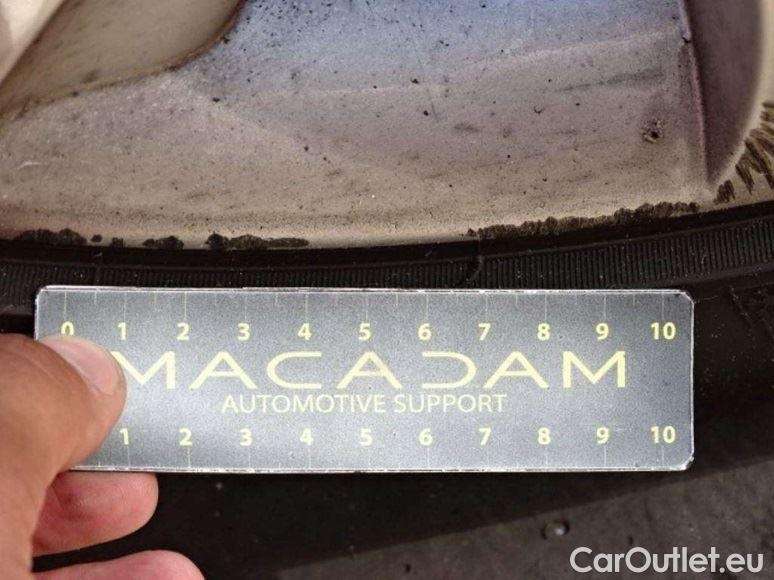 0 1 2 3 4 5 6 7 8 9 10
MACADAM
AUTOMOTIVE SUPPORT
1 2 3 4 5 6 7 8 9 10
CarOutlet.eu